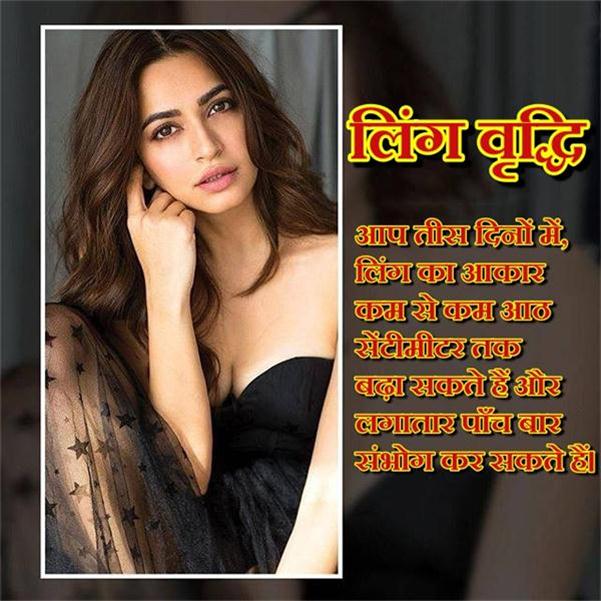 लिंग वृद्धि
आप तीस दिनों में,
लिंग का आकार
कम से कम आठ
सेंटीमीटर तक
बढ़ा सकते हैं और
लगातार पाँच बार
संभोग कर सकते हैं।